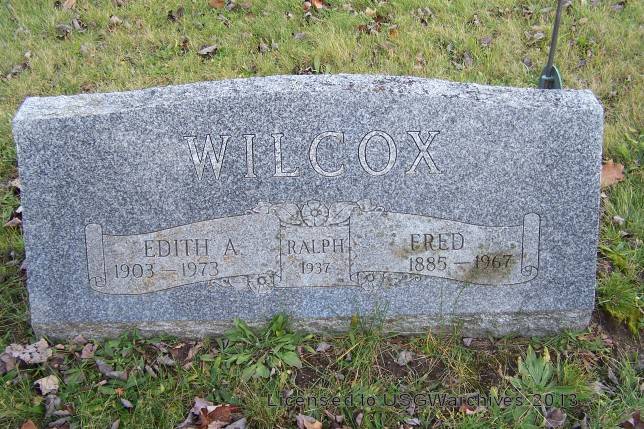 WILCOX
EDITH A.
1903 — 1973
RALPH
1937
FRED
1885 — 1967
Licensed to USGWarchives 2013